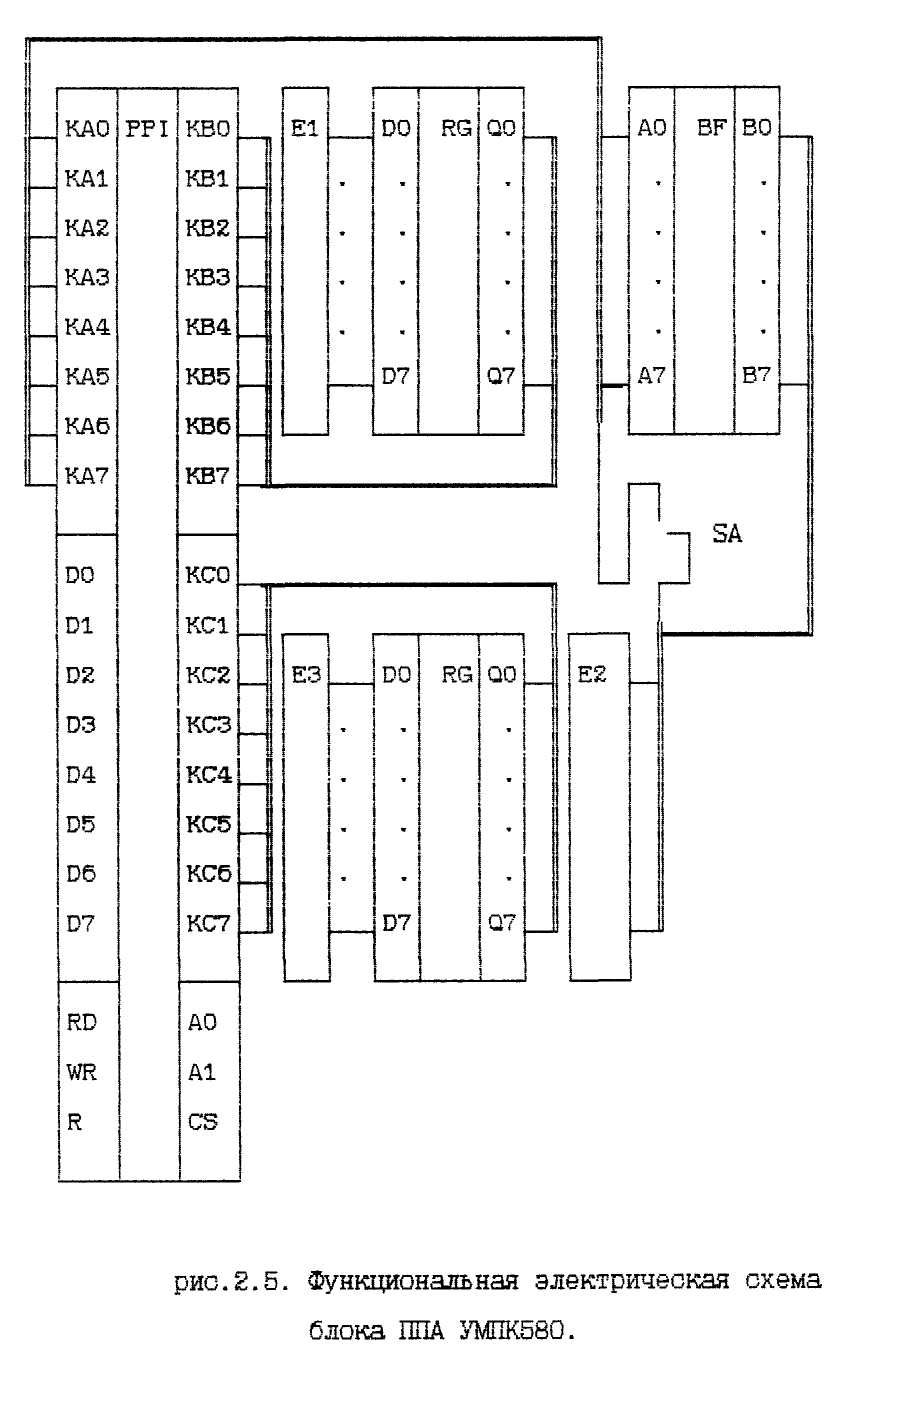 KA0 PPI KB0 E1 D0 RG Q0 A0 BF B0
KA1 KB1 . . . . .
KA2 KB2 . . . . .
KA3 KB3 . . . . .
KA4 KB4 . . . . .
KA5 KB5 D7 Q7 A7 B7
KA6 KB6
KA7 KB7
SA
D0 KC0
D1 KC1
D2 KC2 E3 D0 RG Q0 E2
D3 KC3 . . .
D4 KC4 . . .
D5 KC5 . . .
D6 KC6 . . .
D7 KC7 D7 Q7
RD A0
WR A1
R CS
рис.2.5. Функциональная электрическая схема
блока ППА УМПК580.